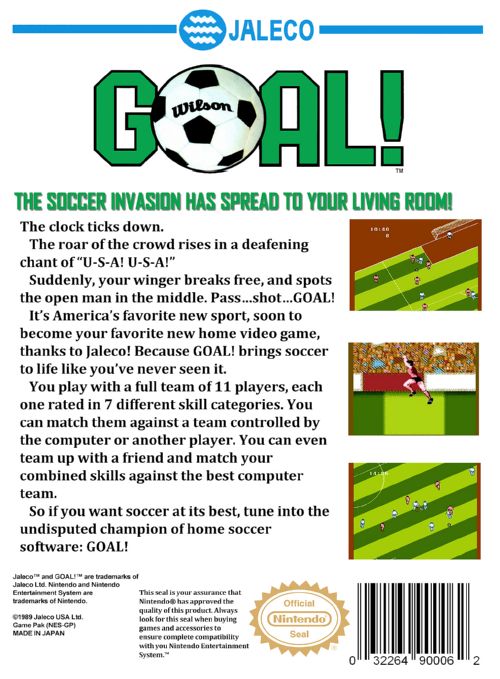 JALECO
GOAL!
Wilson
TM
THE SOCCER INVASION HAS SPREAD TO YOUR LIVING ROOM!
The clock ticks down.
The roar of the crowd rises in a deafening
chant of “U-S-A! U-S-A!”
Suddenly, your winger breaks free, and spots
the open man in the middle. Pass…shot…GOAL!
It’s America’s favorite new sport, soon to
become your favorite new home video game,
thanks to Jaleco! Because GOAL! brings soccer
to life like you’ve never seen it.
You play with a full team of 11 players, each
one rated in 7 different skill categories. You
can match them against a team controlled by
the computer or another player. You can even
team up with a friend and match your
combined skills against the best computer
team.
So if you want soccer at its best, tune into the
undisputed champion of home soccer
software: GOAL!
Jaleco™ and GOAL!™ are trademarks of
Jaleco Ltd. Nintendo and Nintendo
Entertainment System are
trademarks of Nintendo.
©1989 Jaleco USA Ltd.
Game Pak (NES-GP)
MADE IN JAPAN
This seal is your assurance that
Nintendo® has approved the
quality of this product. Always
look for this seal when buying
games and accessories to
ensure complete compatibility
with you Nintendo Entertainment
System.™
Official
Nintendo
Seal
0 32264 90006 2